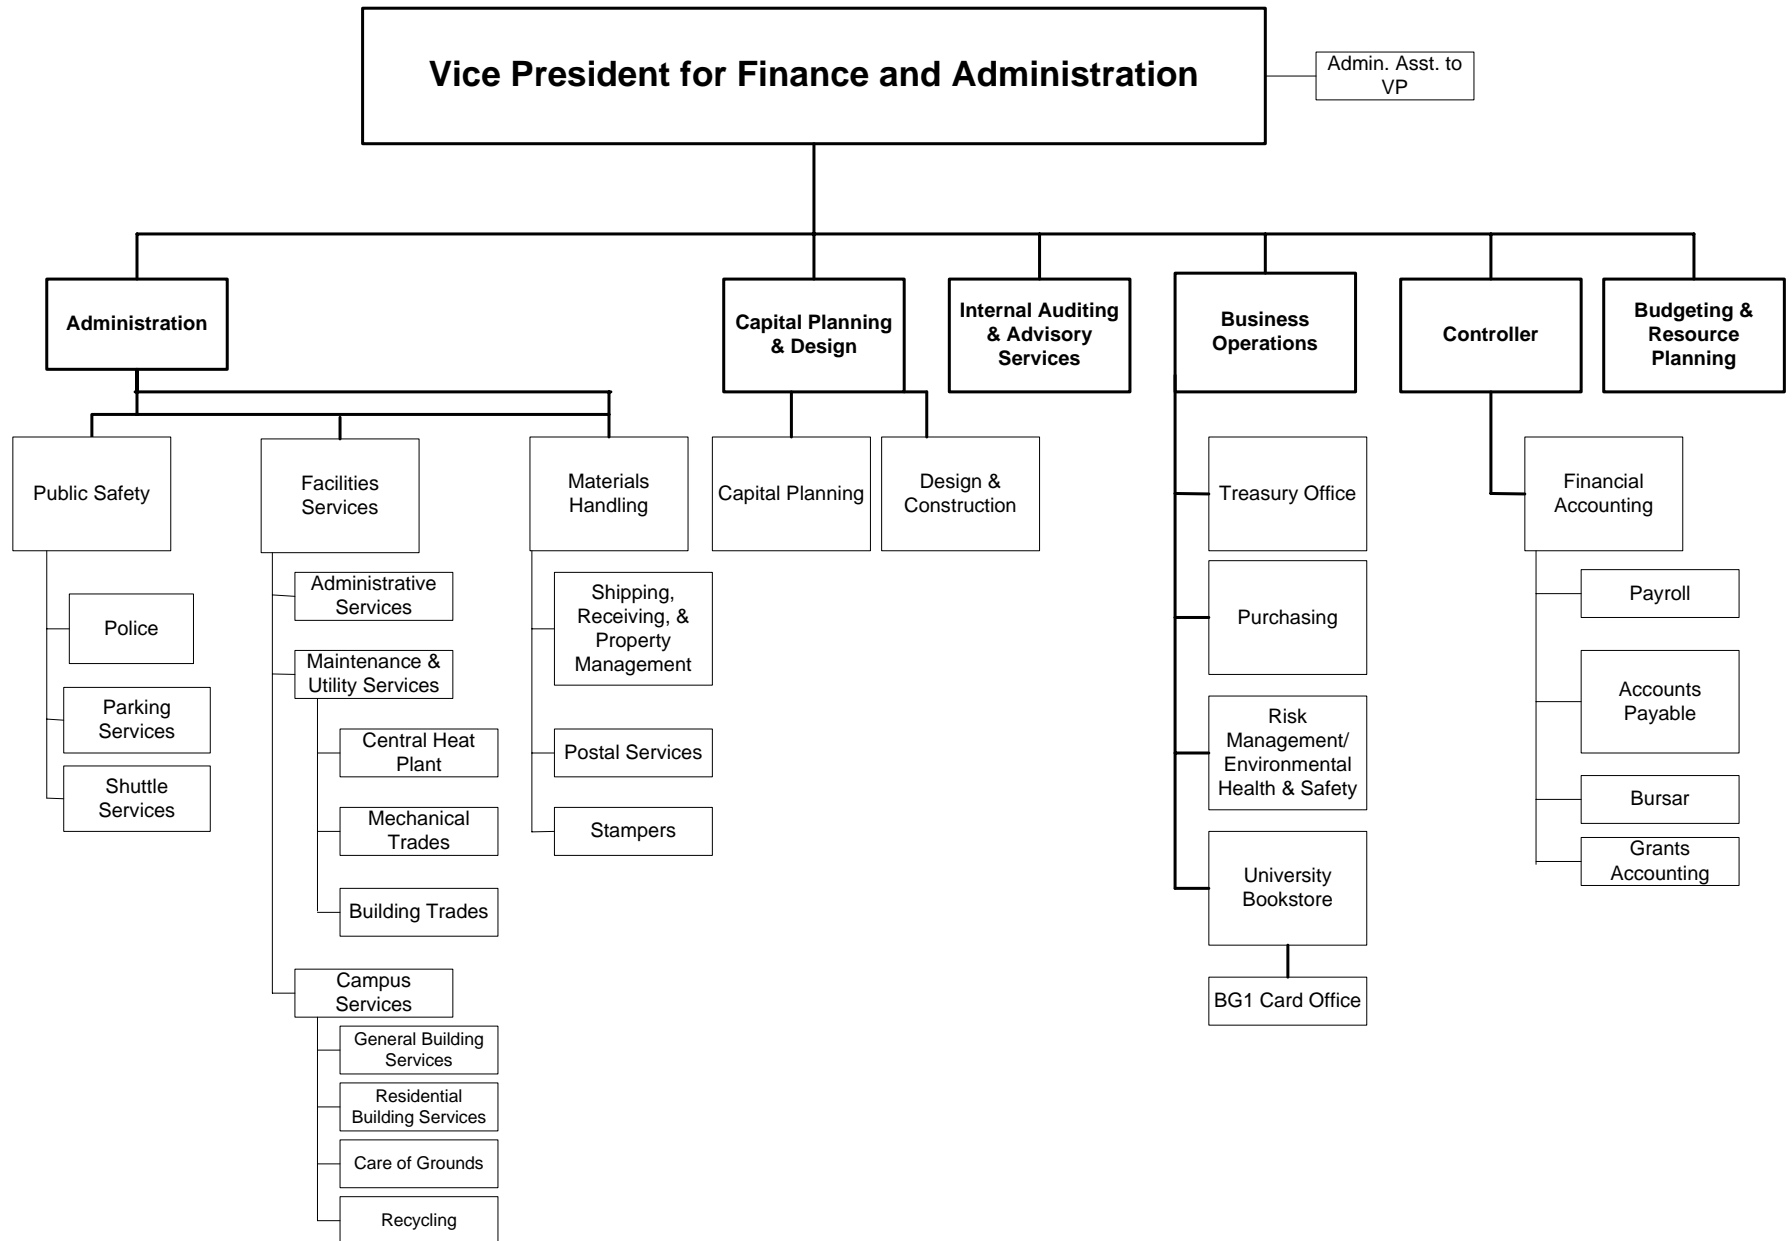 Vice President for Finance and Administration
Admin. Asst. to
VP
Administration
Capital Planning
& Design
Internal Auditing
& Advisory
Services
Business
Operations
Controller
Budgeting &
Resource
Planning
Public Safety
Facilities
Services
Materials
Handling
Capital Planning
Design &
Construction
Treasury Office
Financial
Accounting
Police
Parking
Services
Shuttle
Services
Administrative
Services
Maintenance &
Utility Services
Central Heat
Plant
Mechanical
Trades
Building Trades
Campus
Services
General Building
Services
Residential
Building Services
Care of Grounds
Recycling
Shipping,
Receiving, &
Property
Management
Postal Services
Stampers
Purchasing
Risk
Management/
Environmental
Health & Safety
University
Bookstore
BG1 Card Office
Payroll
Accounts
Payable
Bursar
Grants
Accounting